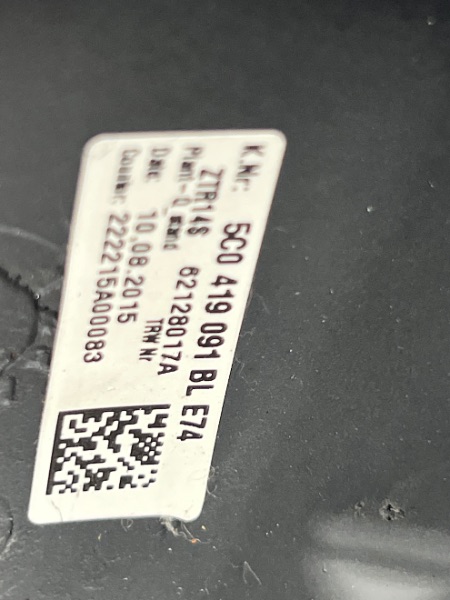 K.Nr: 5C0 419 091 BL E74
ZTR14$ 62128017A
TRW Nr
Date: 10.08.2015
222215A00083